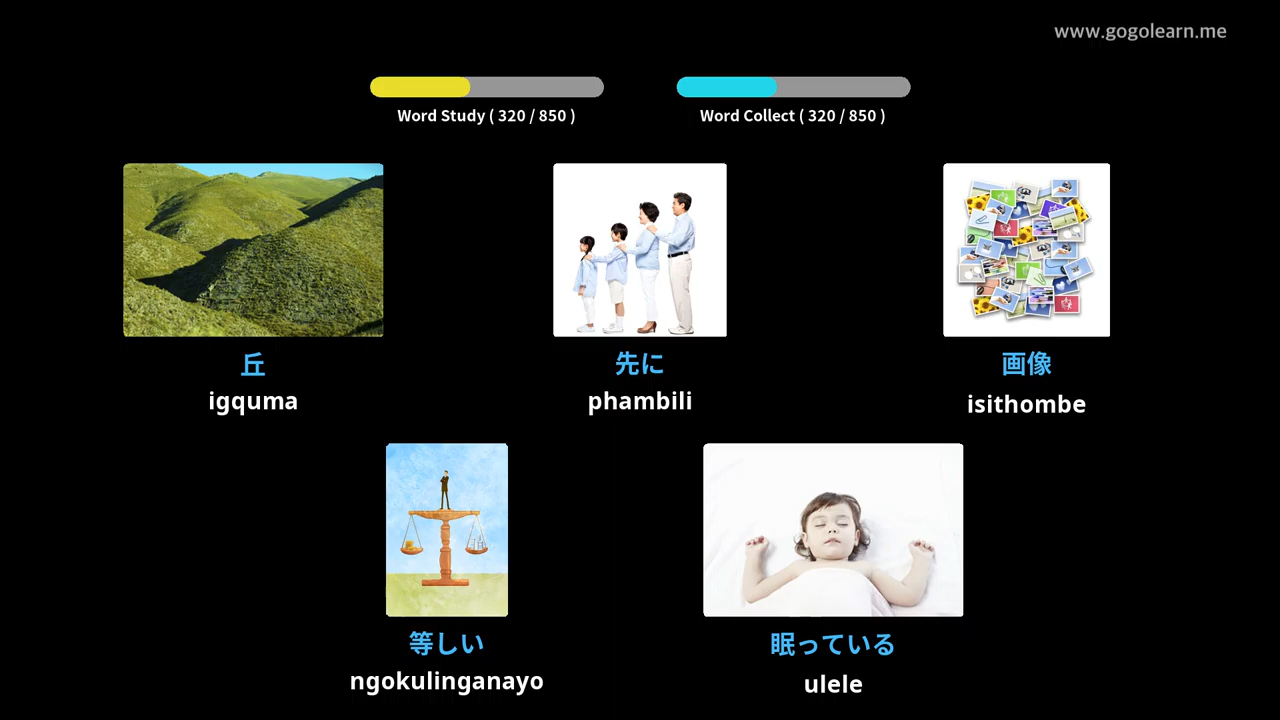 www.gogolearn.me
Word Study ( 320 / 850 )
Word Collect ( 320 / 850 )
丘
igquma
先に
phambili
画像
isithombe
等しい
ngokulinganayo
眠っている
ulele